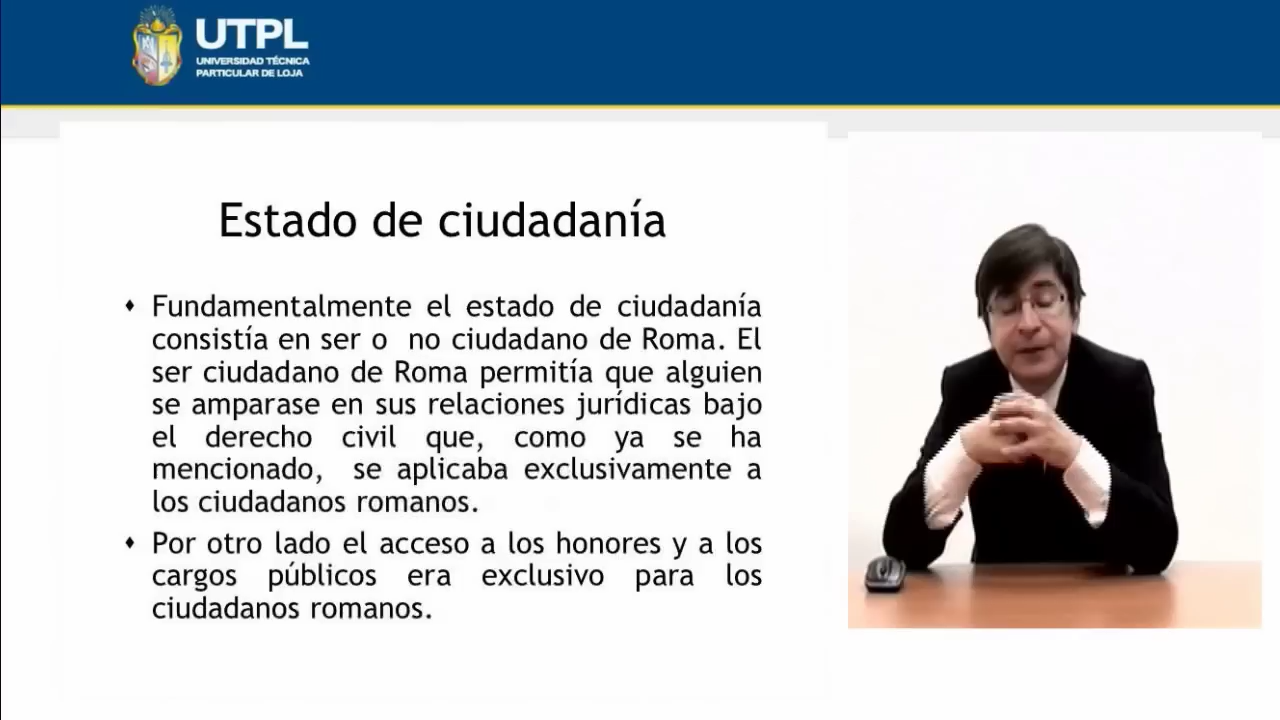 UTPL
UNIVERSIDAD TÉCNICA
PARTICULAR DE LOJA
Estado de ciudadanía
Fundamentalmente el estado de ciudadanía
consistía en ser o no ciudadano de Roma. El
ser ciudadano de Roma permitía que alguien
se amparase en sus relaciones jurídicas bajo
el derecho civil que, como ya se ha
mencionado, se aplicaba exclusivamente a
los ciudadanos romanos.
Por otro lado el acceso a los honores y a los
cargos públicos era exclusivo para los
ciudadanos romanos.